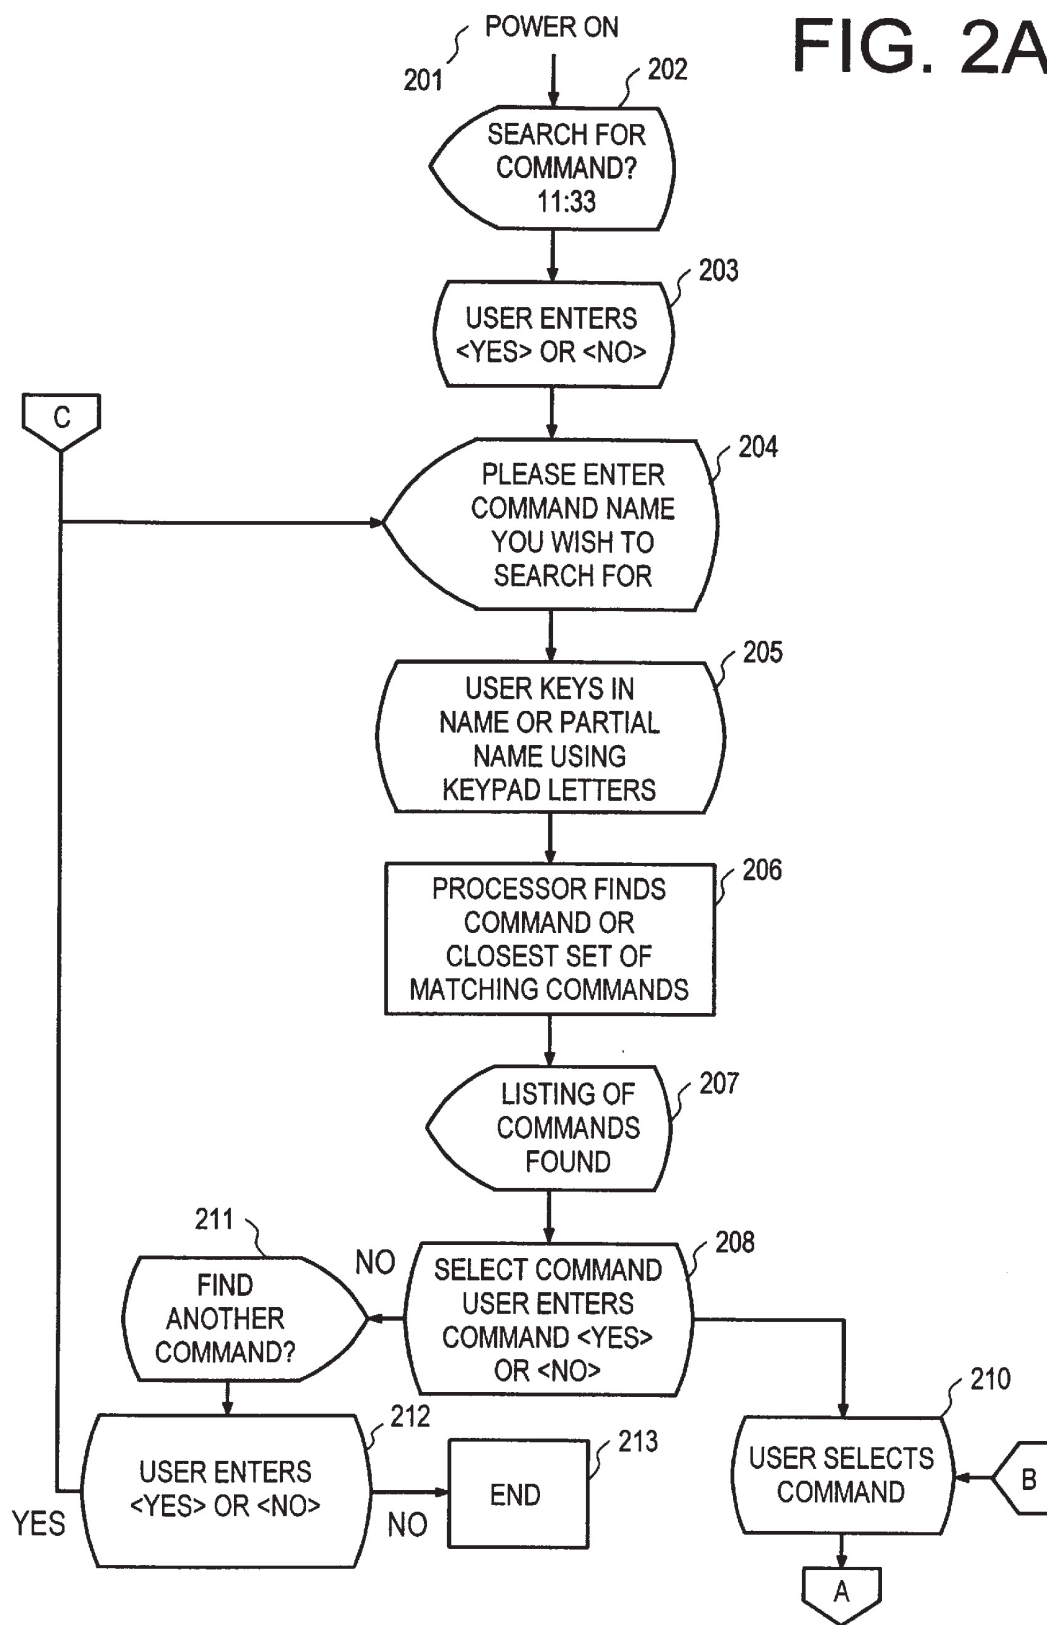 FIG. 2A
POWER ON
201
202
SEARCH FOR
COMMAND?
11:33
203
USER ENTERS
<YES> OR <NO>
C
204
PLEASE ENTER
COMMAND NAME
YOU WISH TO
SEARCH FOR
205
USER KEYS IN
NAME OR PARTIAL
NAME USING
KEYPAD LETTERS
206
PROCESSOR FINDS
COMMAND OR
CLOSEST SET OF
MATCHING COMMANDS
207
LISTING OF
COMMANDS
FOUND
208
SELECT COMMAND
USER ENTERS
COMMAND <YES>
OR <NO>
NO
211
FIND
ANOTHER
COMMAND?
210
USER SELECTS
COMMAND
B
212
USER ENTERS
<YES> OR <NO>
YES
NO
213
END
A